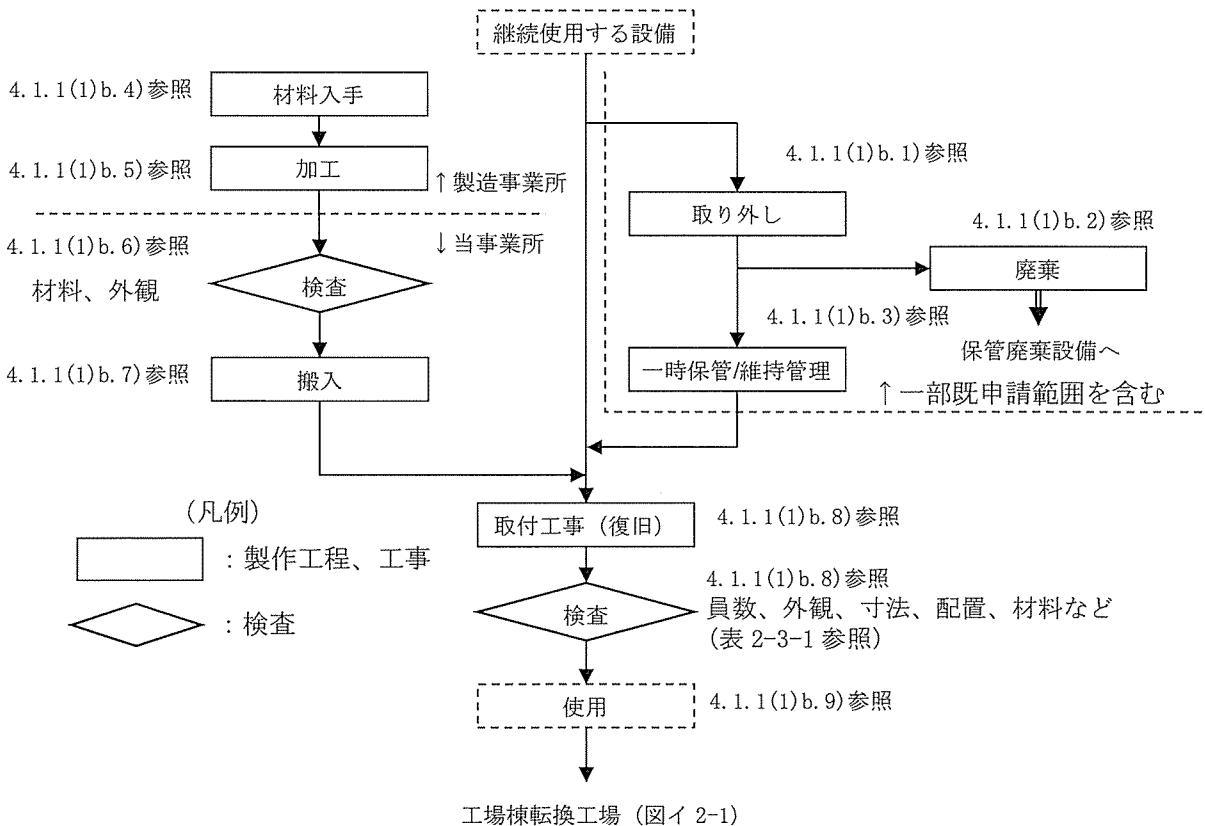 継続使用する設備
4.1.1(1)b.4)参照
材料入手
4.1.1(1)b.5)参照
加工
↑製造事業所
↓当事業所
4.1.1(1)b.6)参照
材料、外観
検査
4.1.1(1)b.7)参照
搬入
4.1.1(1)b.1)参照
取り外し
4.1.1(1)b.2)参照
廃棄
保管廃棄設備へ
4.1.1(1)b.3)参照
一時保管/維持管理
↑一部既申請範囲を含む
取付工事（復旧）
4.1.1(1)b.8)参照
検査
4.1.1(1)b.8)参照
員数、外観、寸法、配置、材料など
(表 2-3-1 参照)
使用
4.1.1(1)b.9)参照
工場棟転換工場（図イ 2-1）
(凡例)
：製作工程、工事
：検査